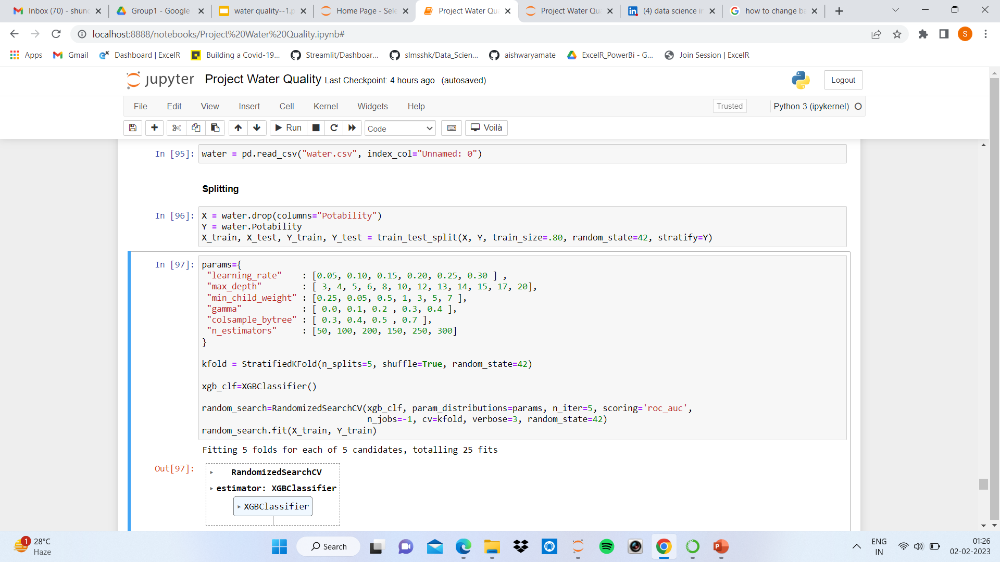 Inbox (70) - shun
Group1 - Google
water quality--1.p
Home Page - Sele
Project Water Qu
Project Water Qu
(4) data science in
how to change ba
localhost:8888/notebooks/Project%20Water%20Quality.ipynb#
S
Apps
Gmail
Dashboard | ExcelR
Building a Covid-19...
Streamlit/Dashboar...
slmsshk/Data_Scien...
aishwaryamate
ExcelR_PowerBi - G...
Join Session | ExcelR
jupyter Project Water Quality Last Checkpoint: 4 hours ago (autosaved)
Logout
File Edit View Insert Cell Kernel Widgets Help
Trusted
Python 3 (ipykernel)
Run
Code
Voilà
In [95]: water = pd.read_csv("water.csv", index_col="Unnamed: 0")
Splitting
In [96]: X = water.drop(columns="Potability")
Y = water.Potability
X_train, X_test, Y_train, Y_test = train_test_split(X, Y, train_size=.80, random_state=42, stratify=Y)
In [97]: params={
"learning_rate" : [0.05, 0.10, 0.15, 0.20, 0.25, 0.30 ] ,
"max_depth" : [ 3, 4, 5, 6, 8, 10, 12, 13, 14, 15, 17, 20],
"min_child_weight" : [0.25, 0.05, 0.5, 1, 3, 5, 7 ],
"gamma" : [ 0.0, 0.1, 0.2 , 0.3, 0.4 ],
"colsample_bytree" : [ 0.3, 0.4, 0.5 , 0.7 ],
"n_estimators" : [50, 100, 200, 150, 250, 300]
}
kfold = StratifiedKFold(n_splits=5, shuffle=True, random_state=42)
xgb_clf=XGBClassifier()
random_search=RandomizedSearchCV(xgb_clf, param_distributions=params, n_iter=5, scoring='roc_auc',
n_jobs=-1, cv=kfold, verbose=3, random_state=42)
random_search.fit(X_train, Y_train)
Fitting 5 folds for each of 5 candidates, totalling 25 fits
Out[97]:
RandomizedSearchCV
estimator: XGBClassifier
XGBClassifier
1
28°C
Haze
Search
P
ENG
IN
01:26
02-02-2023